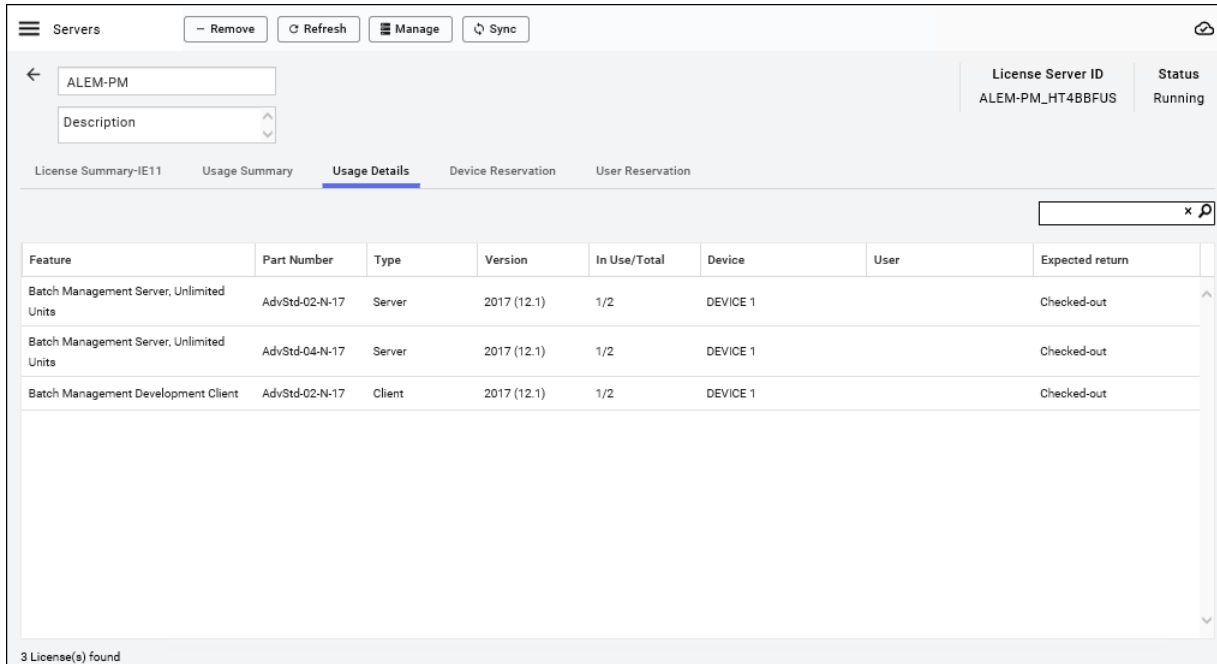 Servers
− Remove
Refresh
Manage
Sync
ALEM-PM
License Server ID
Status
ALEM-PM_HT4BBFUS
Running
Description
License Summary-IE11
Usage Summary
Usage Details
Device Reservation
User Reservation
×
Feature Part Number Type Version In Use/Total Device User Expected return
Batch Management Server, Unlimited
Units AdvStd-02-N-17 Server 2017 (12.1) 1/2 DEVICE 1 Checked-out
Batch Management Server, Unlimited
Units AdvStd-04-N-17 Server 2017 (12.1) 1/2 DEVICE 1 Checked-out
Batch Management Development Client AdvStd-02-N-17 Client 2017 (12.1) 1/2 DEVICE 1 Checked-out
3 License(s) found